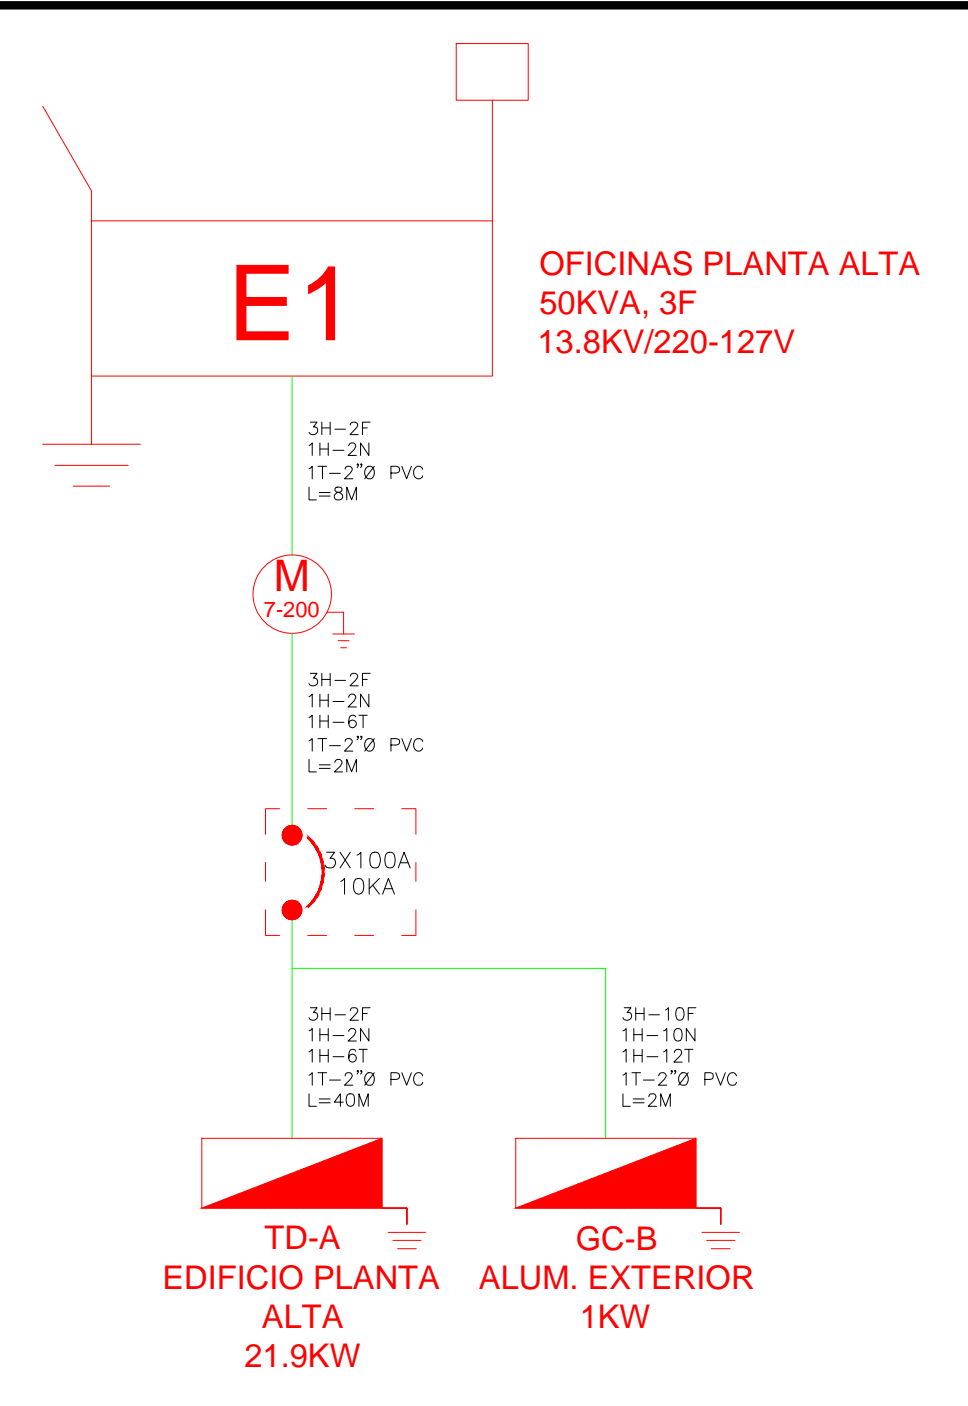 E1
OFICINAS PLANTA ALTA
50KVA, 3F
13.8KV/220-127V
3H-2F
1H-2N
1T-2"Ø PVC
L=8M
M
7-200
3H-2F
1H-2N
1H-6T
1T-2"Ø PVC
L=2M
3X100A
10KA
3H-2F
1H-2N
1H-6T
1T-2"Ø PVC
L=40M
3H-10F
1H-10N
1H-12T
1T-2"Ø PVC
L=2M
TD-A
EDIFICIO PLANTA
ALTA
21.9KW
GC-B
ALUM. EXTERIOR
1KW